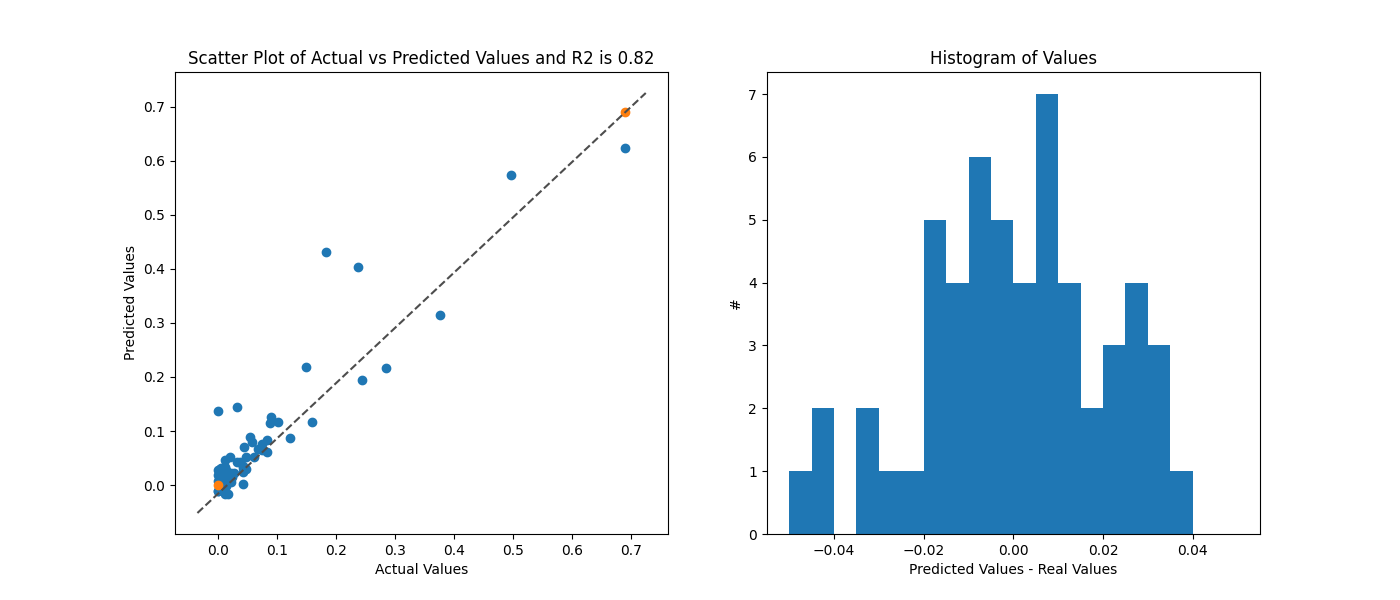 Scatter Plot of Actual vs Predicted Values and R2 is 0.82
0.7
0.6
0.5
0.4
0.3
0.2
0.1
0.0
Predicted Values
0.0 0.1 0.2 0.3 0.4 0.5 0.6 0.7
Actual Values
Histogram of Values
7
6
5
4
3
2
1
0
#
−0.04 −0.02 0.00 0.02 0.04
Predicted Values - Real Values